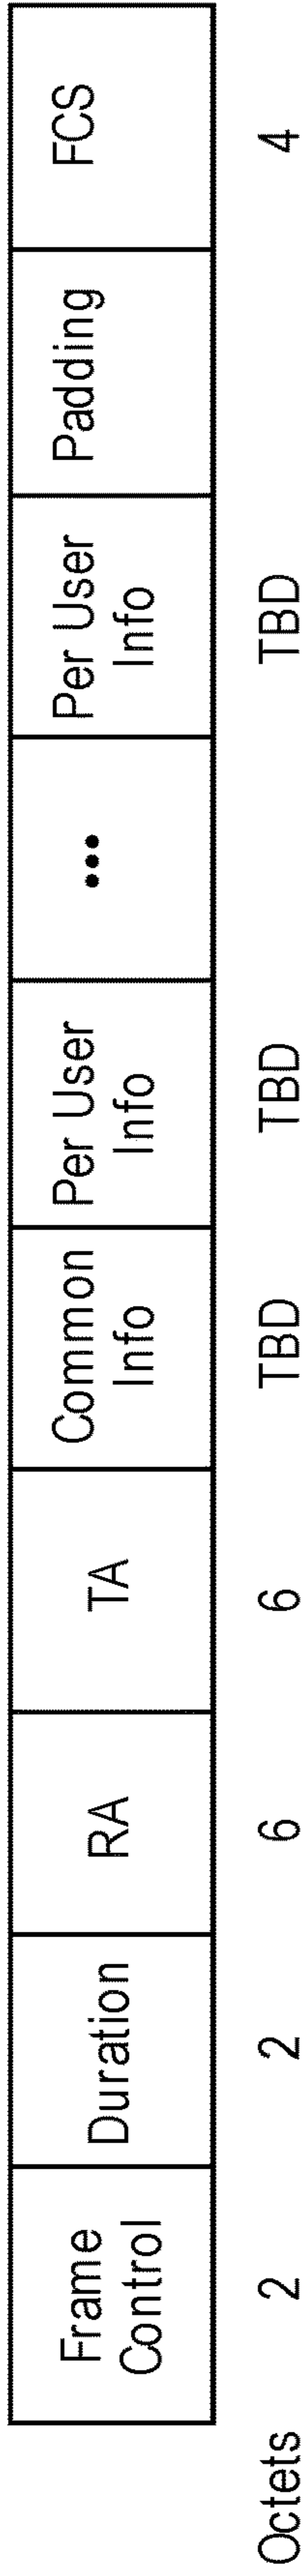 Frame
Control
Duration
RA
TA
Common
Info
Per User
Info
•••
Per User
Info
Padding
FCS
Octets 2 2 6 6 TBD TBD TBD 4